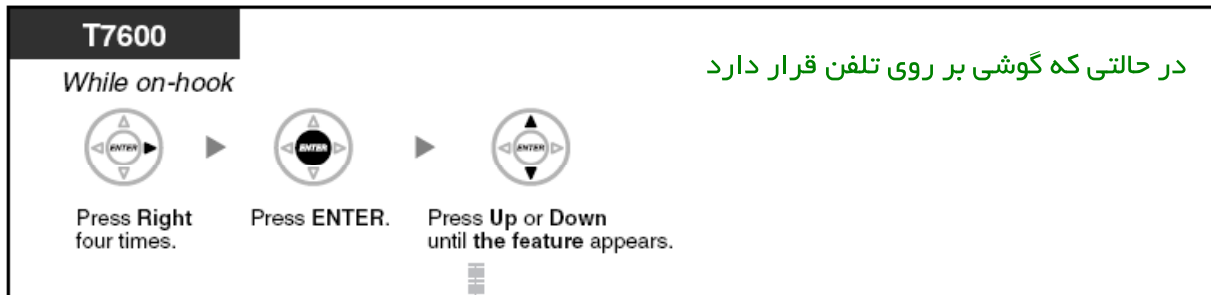 T7600
While on-hook
در حالتی که گوشی بر روی تلفن قرار دارد
ENTER
ENTER
ENTER
Press Right
four times.
Press ENTER.
Press Up or Down
until the feature appears.